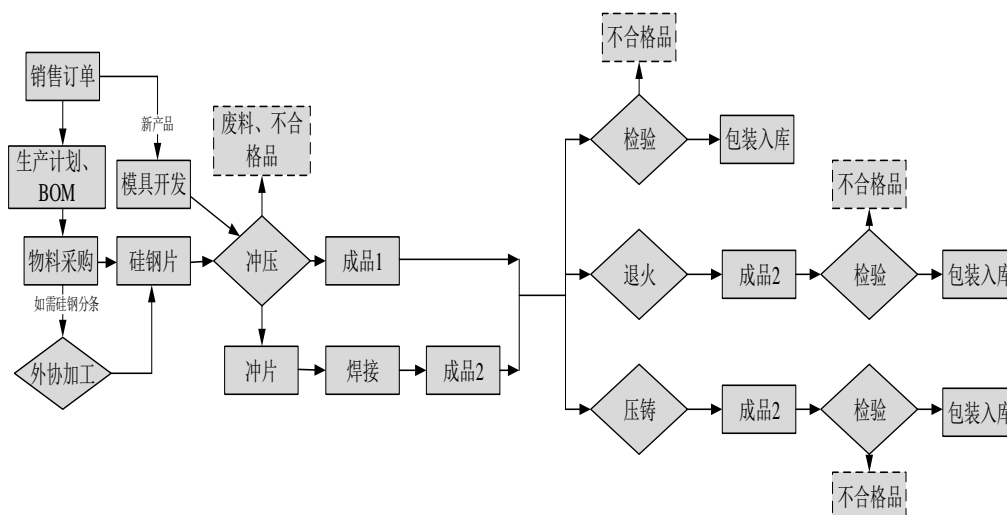 不合格品
销售订单
新产品
废料、不合
格品
检验
包装入库
生产计划、
BOM
模具开发
不合格品
物料采购
硅钢片
冲压
成品1
退火
成品2
检验
包装入库
如需硅钢分条
外协加工
冲片
焊接
成品2
压铸
成品2
检验
包装入库
不合格品